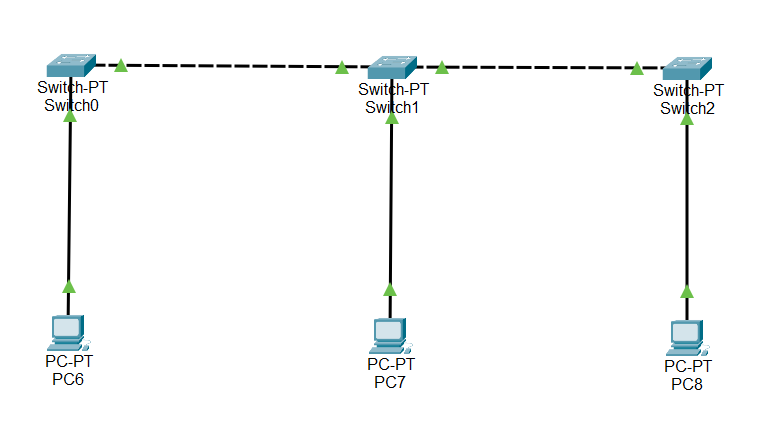 Switch-PT
Switch0
Switch-PT
Switch1
Switch-PT
Switch2
PC-PT
PC6
PC-PT
PC7
PC-PT
PC8